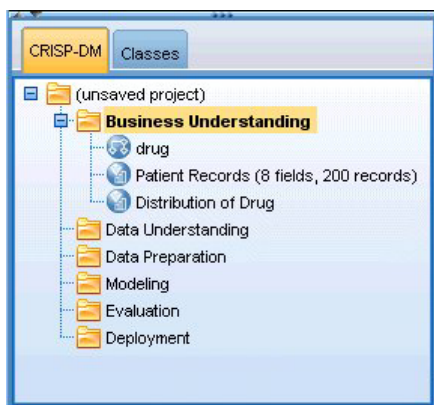 CRISP-DM Classes
(unsaved project)
Business Understanding
drug
Patient Records (8 fields, 200 records)
Distribution of Drug
Data Understanding
Data Preparation
Modeling
Evaluation
Deployment